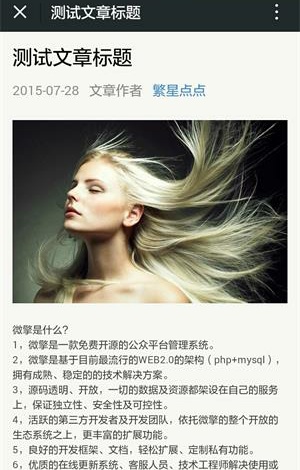 测试文章标题
测试文章标题
2015-07-28 文章作者 繁星点点
微擎是什么?
1，微擎是一款免费开源的公众平台管理系统。
2，微擎是基于目前最流行的WEB2.0的架构（php+mysql），
拥有成熟、稳定的的技术解决方案。
3，源码透明、开放，一切的数据及资源都架设在自己的服务
上，保证独立性、安全性及可控性。
4，活跃的第三方开发者及开发团队，依托微擎的整个开放的
生态系统之上，更丰富的扩展功能。
5，良好的开发框架、文档，轻松扩展、定制私有功能。
6，优质的在线更新系统、客服人员、技术工程师解决使用或